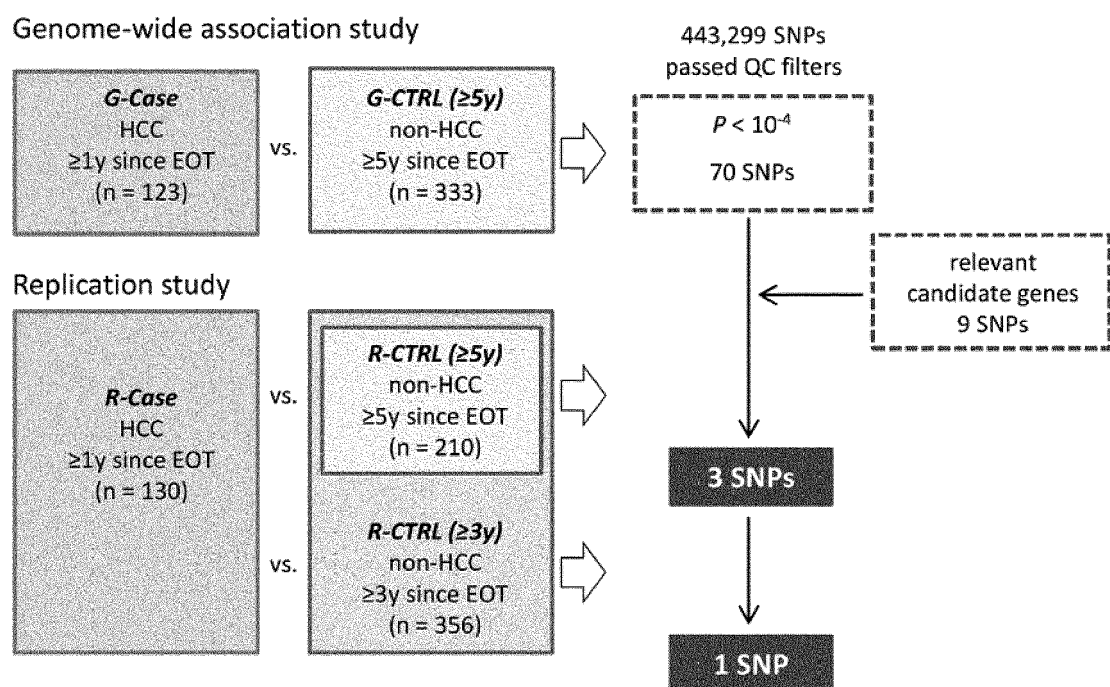 Genome-wide association study
G-Case
HCC
≥1y since EOT
(n = 123)
vs.
G-CTRL (≥5y)
non-HCC
≥5y since EOT
(n = 333)
443,299 SNPs
passed QC filters
P < 10⁻⁴
70 SNPs
relevant
candidate genes
9 SNPs
Replication study
R-Case
HCC
≥1y since EOT
(n = 130)
vs.
R-CTRL (≥5y)
non-HCC
≥5y since EOT
(n = 210)
3 SNPs
vs.
R-CTRL (≥3y)
non-HCC
≥3y since EOT
(n = 356)
1 SNP